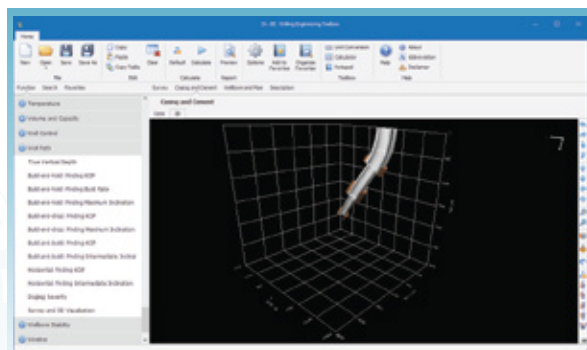 Drilling Engineering Toolbox
Home
New
Open
Save
Save As
Copy
Paste
Copy Table
Clear
Default
Calculate
Preview
Options
Add to Favorites
Organize Favorites
Unit Conversion
Calculator
Notepad
Help
About
Abbreviation
File
Edit
Calculate
Report
Toolbox
Help
Function Search Favorites
Survey Casing and Cement Wellbore and Pipe Description
Temperature
Volume and Capacity
Well Control
Well Path
True Vertical Depth
Build-and-hold: Finding KOP
Build-and-hold: Finding Build Rate
Build-and-hold: Finding Maximum Inclination
Build-and-drop: Finding KOP
Build-and-drop: Finding Maximum Inclination
Build-and-build: Finding KOP
Build-and-build: Finding Intermediate Inclinat
Horizontal: Finding KOP
Horizontal: Finding Intermediate Inclination
Dogleg Severity
Survey and 3D Visualization
Wellbore Stability
Casing and Cement
3D